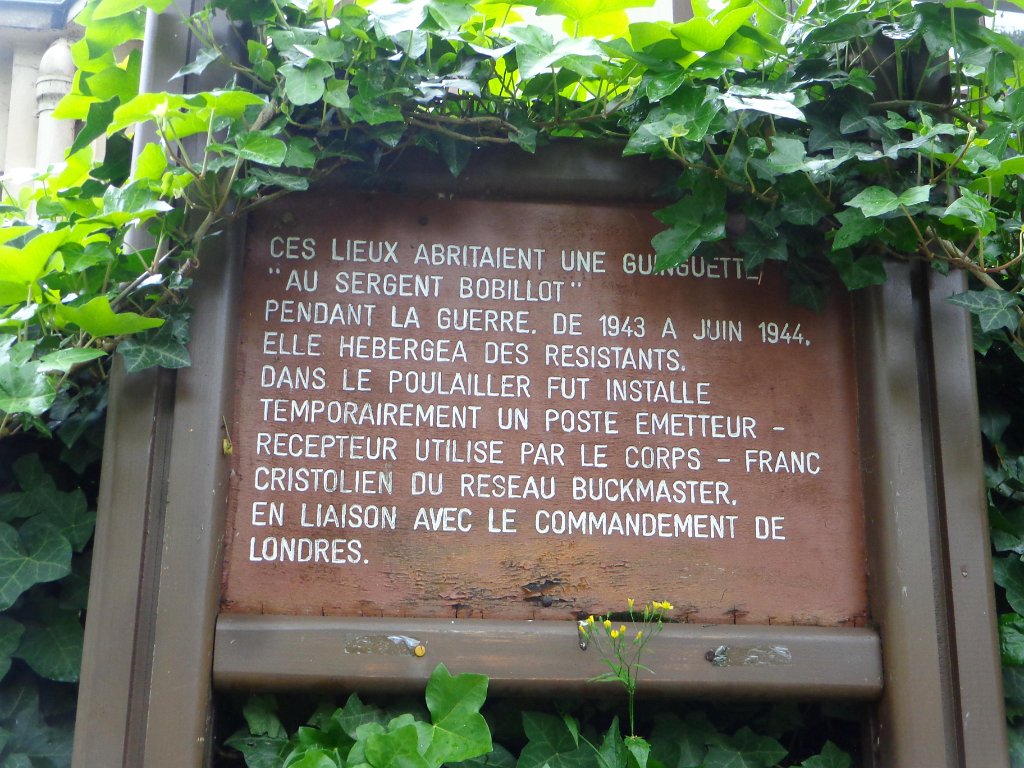 CES LIEUX ABRITAIENT UNE GUINGUETTE,
"AU SERGENT BOBILLOT"
PENDANT LA GUERRE. DE 1943 A JUIN 1944.
ELLE HEBERGEA DES RESISTANTS.
DANS LE POULAILLER FUT INSTALLE
TEMPORAIREMENT UN POSTE EMETTEUR -
RECEPTEUR UTILISE PAR LE CORPS - FRANC
CRISTOLIEN DU RESEAU BUCKMASTER.
EN LIAISON AVEC LE COMMANDEMENT DE
LONDRES.